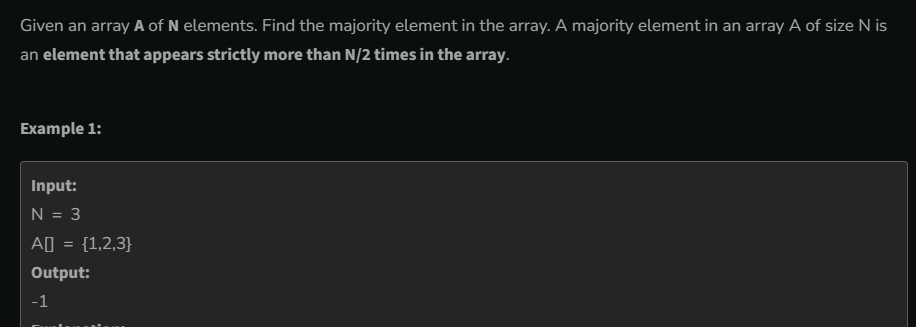 Given an array A of N elements. Find the majority element in the array. A majority element in an array A of size N is
an element that appears strictly more than N/2 times in the array.
Example 1:
Input:
N = 3
A[] = {1,2,3}
Output:
-1